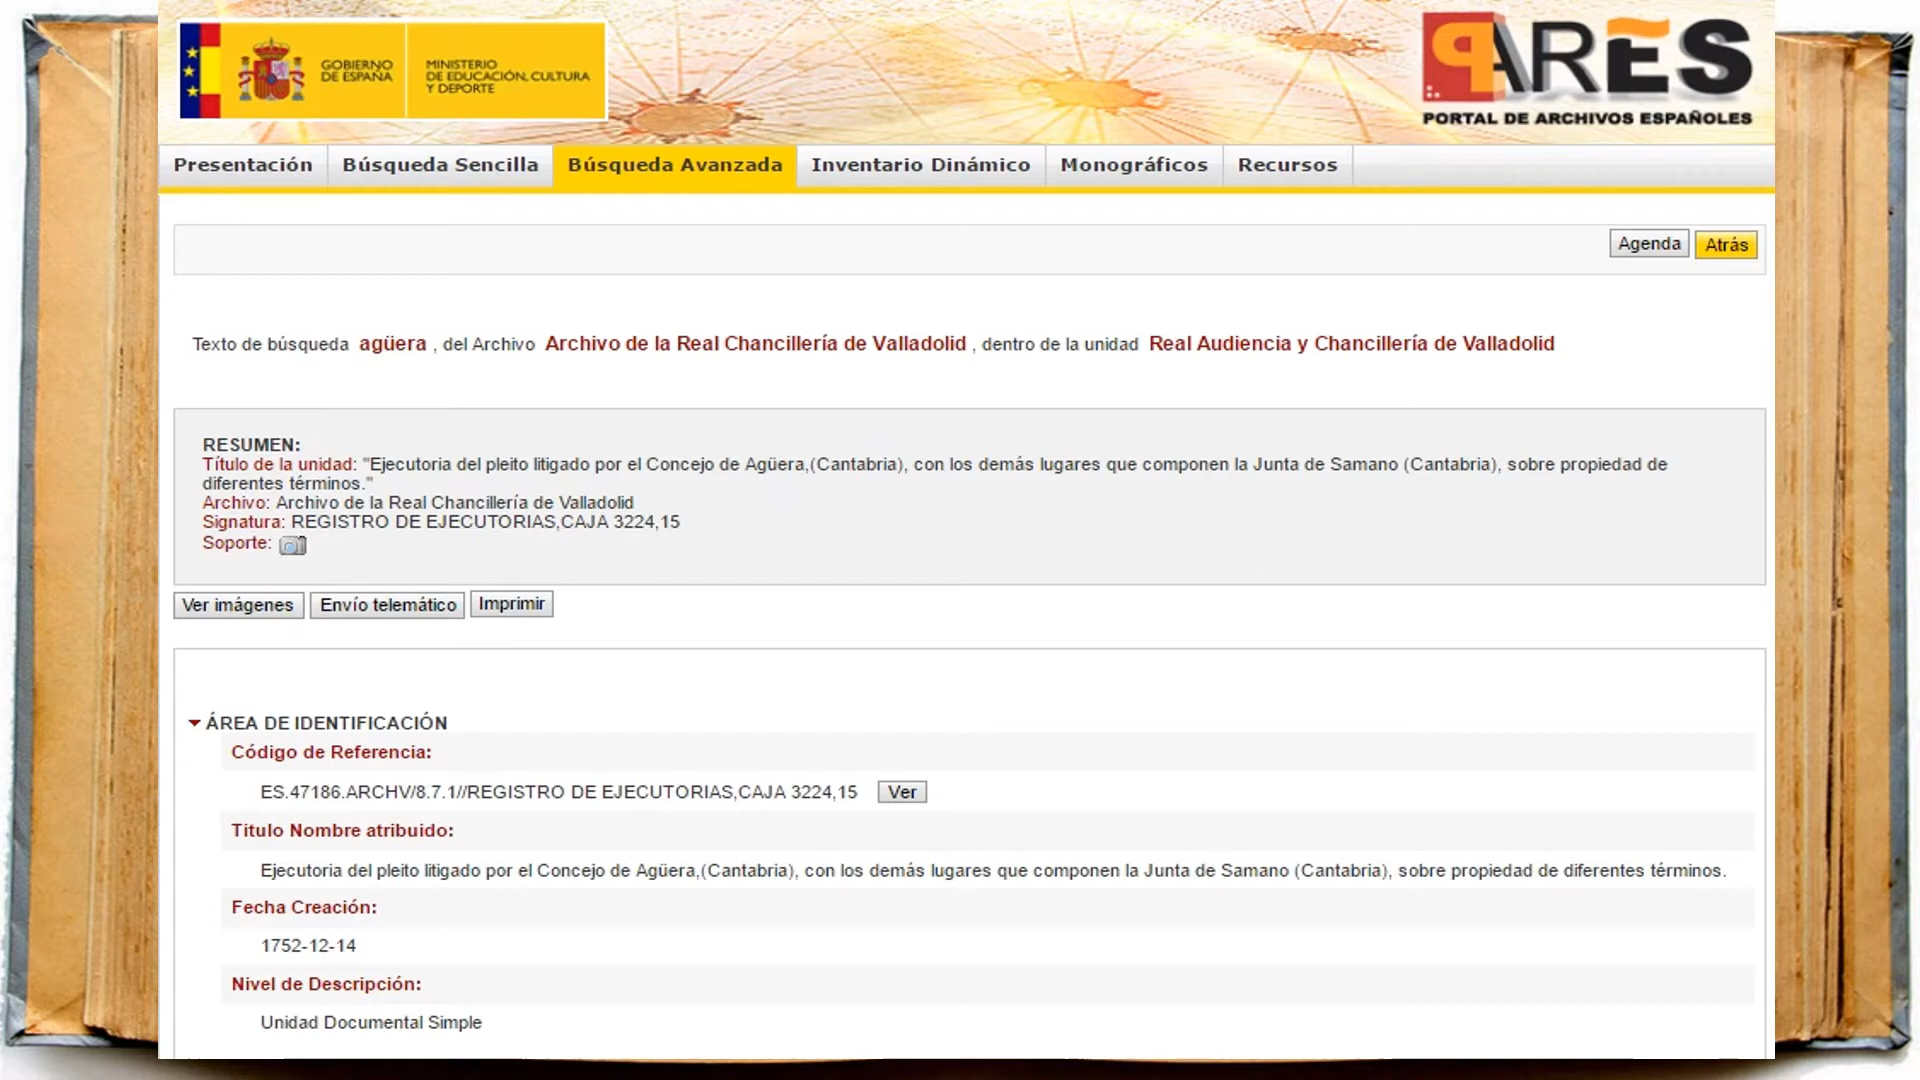 GOBIERNO
DE ESPAÑA
MINISTERIO
DE EDUCACIÓN, CULTURA
Y DEPORTE
PARES
PORTAL DE ARCHIVOS ESPAÑOLES
Presentación Búsqueda Sencilla Búsqueda Avanzada Inventario Dinámico Monográficos Recursos
Agenda Atrás
Texto de búsqueda agüera , del Archivo Archivo de la Real Chancillería de Valladolid , dentro de la unidad Real Audiencia y Chancillería de Valladolid
RESUMEN:
Título de la unidad: "Ejecutoria del pleito litigado por el Concejo de Agüera,(Cantabria), con los demás lugares que componen la Junta de Samano (Cantabria), sobre propiedad de
diferentes términos."
Archivo: Archivo de la Real Chancillería de Valladolid
Signatura: REGISTRO DE EJECUTORIAS,CAJA 3224,15
Soporte:
Ver imágenes Envío telemático Imprimir
ÁREA DE IDENTIFICACIÓN
Código de Referencia:
ES.47186.ARCHV/8.7.1//REGISTRO DE EJECUTORIAS,CAJA 3224,15 Ver
Titulo Nombre atribuido:
Ejecutoria del pleito litigado por el Concejo de Agüera,(Cantabria), con los demás lugares que componen la Junta de Samano (Cantabria), sobre propiedad de diferentes términos.
Fecha Creación:
1752-12-14
Nivel de Descripción:
Unidad Documental Simple